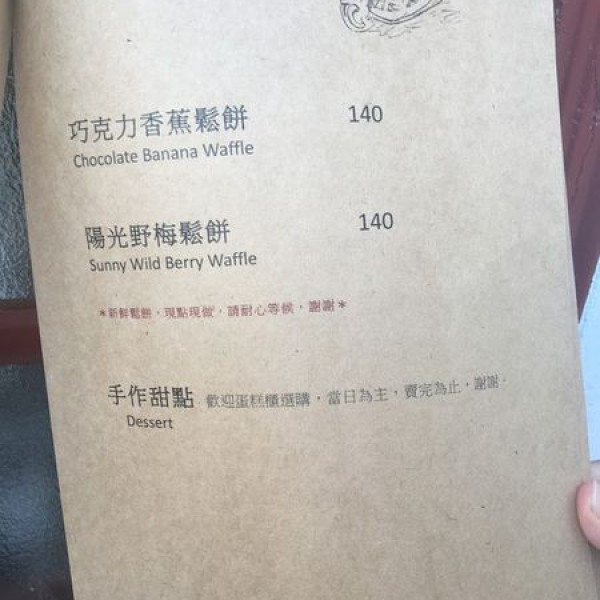 巧克力香蕉鬆餅 140
Chocolate Banana Waffle
陽光野梅鬆餅 140
Sunny Wild Berry Waffle
*新鮮鬆餅，現點現做，請耐心等候，謝謝*
手作甜點 歡迎蛋糕櫃選購，當日為主，賣完為止，謝謝。
Dessert